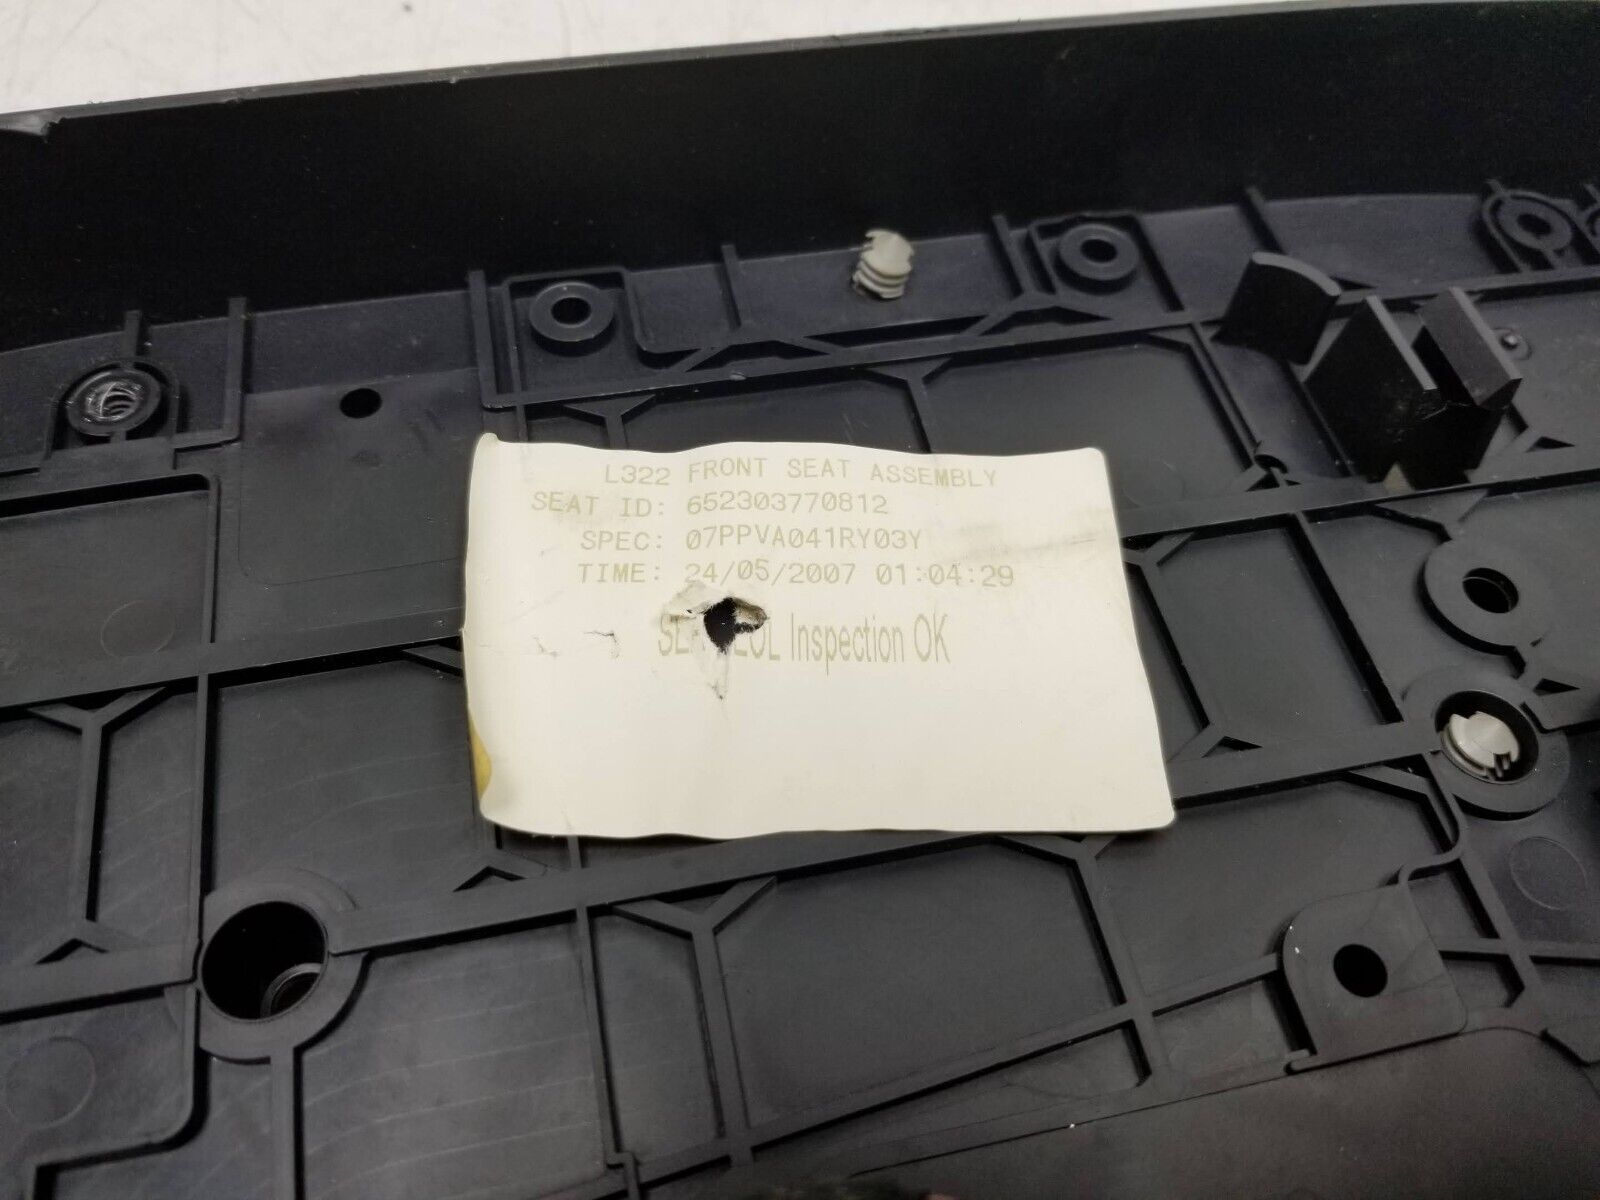 L322 FRONT SEAT ASSEMBLY
SEAT ID: 652303770812
SPEC: 07PPVA041RY03Y
TIME: 24/05/2007 01:04:29
Inspection OK